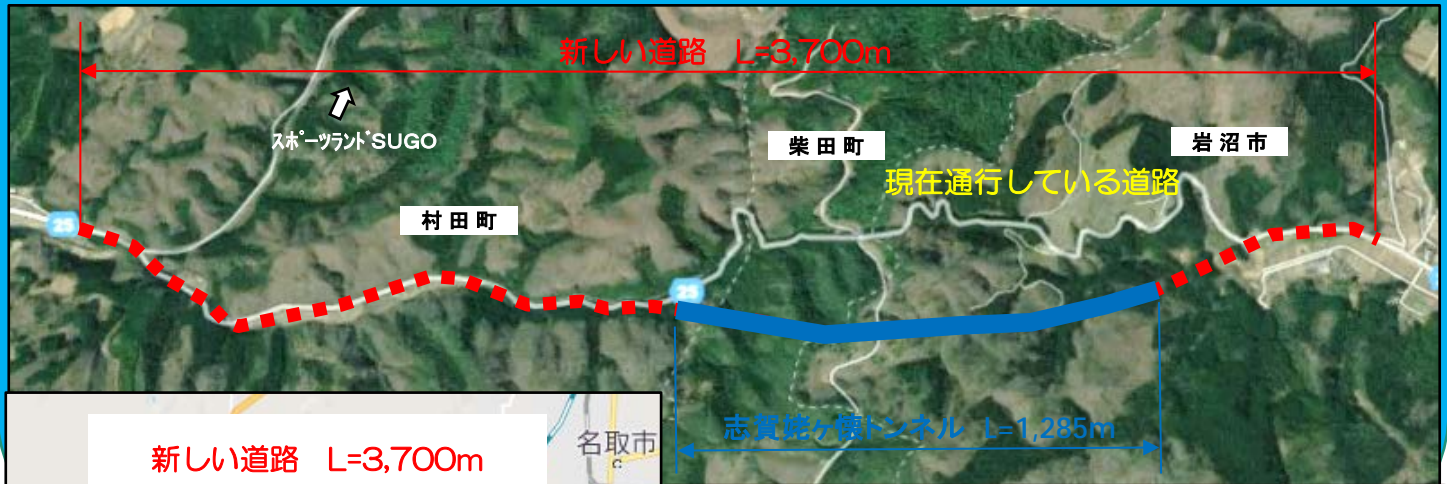 新しい道路 L=3,700m
スポーツランドSUGO
柴田町
岩沼市
現在通行している道路
村田町
25
25
志賀姥ヶ懐トンネル L=1,285m
新しい道路 L=3,700m
名取市